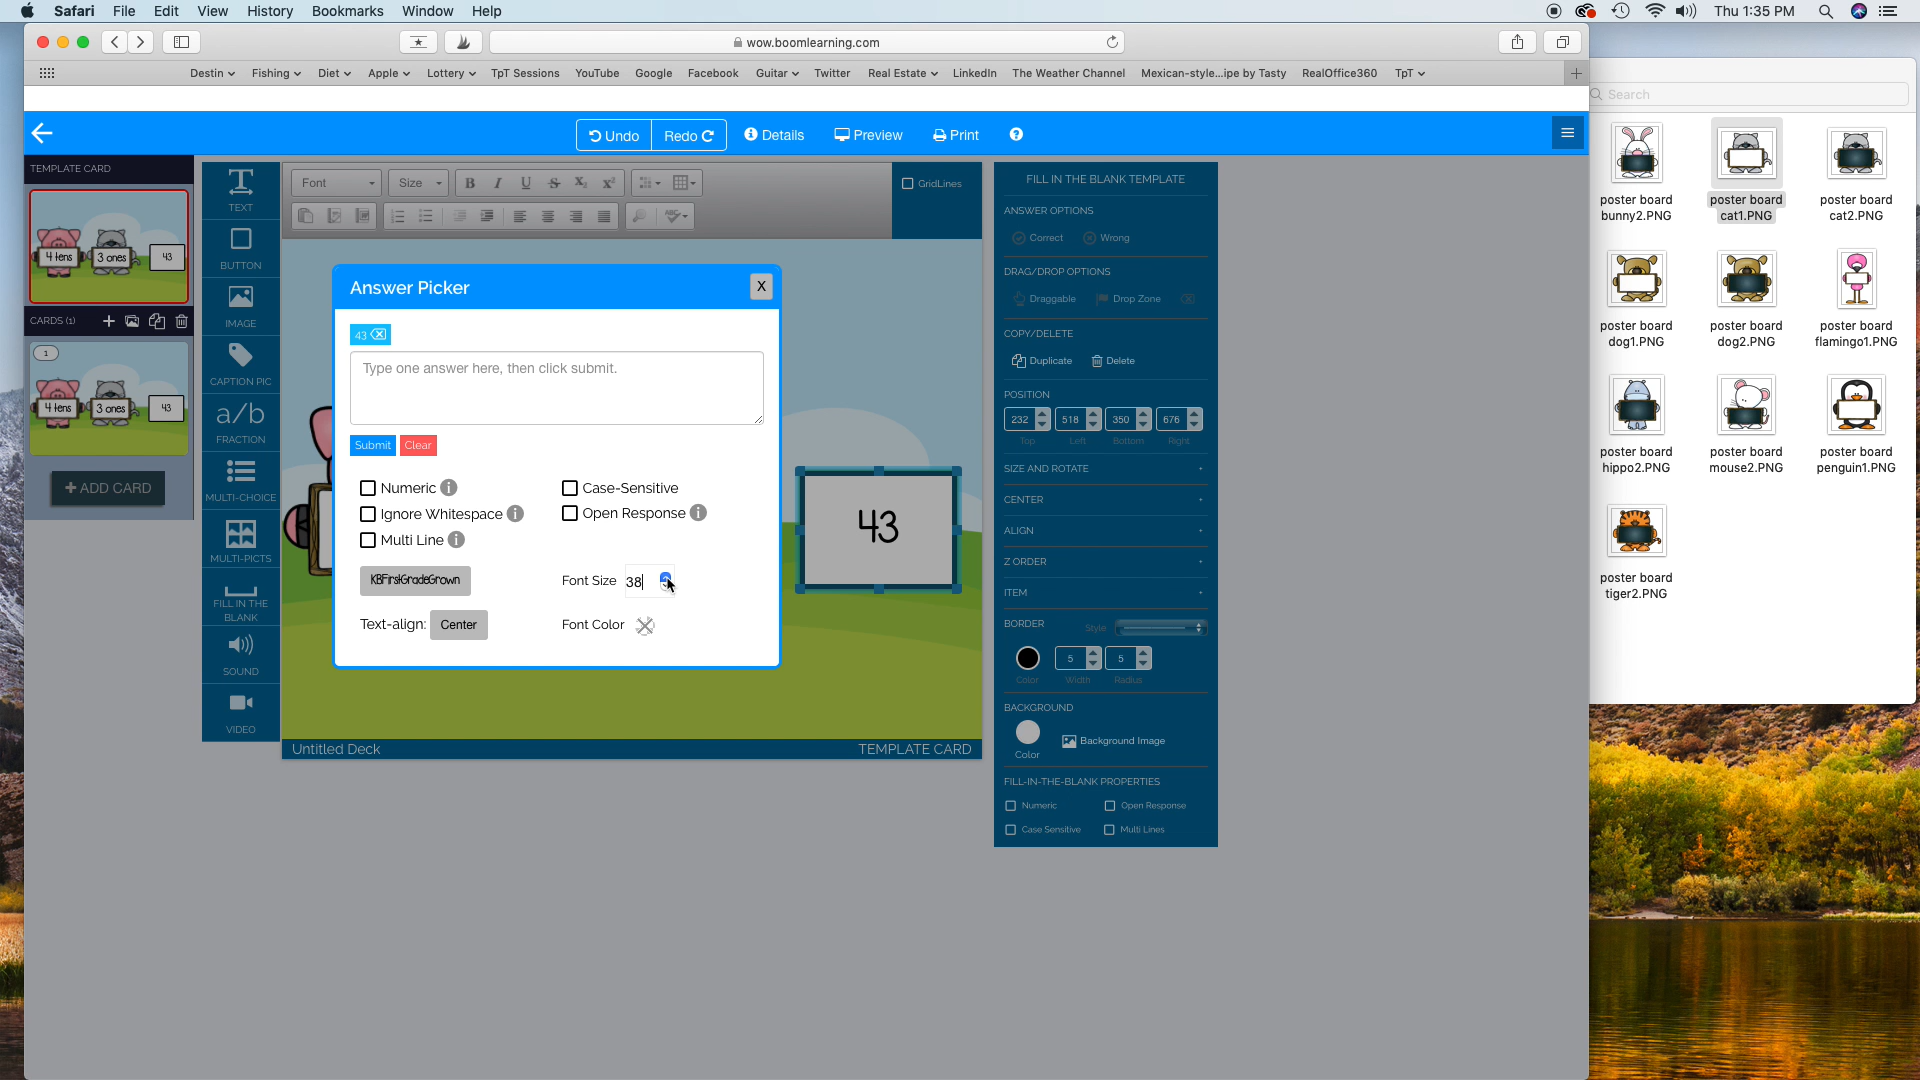 Safari File Edit View History Bookmarks Window Help
Thu 1:35 PM
wow.boomlearning.com
Destin Fishing Diet Apple Lottery TpT Sessions YouTube Google Facebook Guitar Twitter Real Estate LinkedIn The Weather Channel Mexican-style...ipe by Tasty RealOffice360 TpT
Undo Redo Details Preview Print
TEMPLATE CARD
4 tens 3 ones 43
CARDS (1)
1
4 tens 3 ones 43
+ ADD CARD
TEXT
BUTTON
IMAGE
CAPTION PIC
a/b
FRACTION
MULTI-CHOICE
MULTI-PICTS
FILL IN THE
BLANK
SOUND
VIDEO
Font Size B I U S X₂ X²
GridLines
Answer Picker
X
43
Type one answer here, then click submit.
Submit Clear
Numeric Case-Sensitive
Ignore Whitespace Open Response
Multi Line
KBFirstGradeGrown Font Size 38
Text-align: Center Font Color
43
Untitled Deck TEMPLATE CARD
FILL IN THE BLANK TEMPLATE
ANSWER OPTIONS
Correct Wrong
DRAG/DROP OPTIONS
Draggable Drop Zone
COPY/DELETE
Duplicate Delete
POSITION
232 518 350 676
Top Left Bottom Right
SIZE AND ROTATE +
CENTER +
ALIGN +
Z ORDER +
ITEM +
BORDER Style
5 5
Color Width Radius
BACKGROUND
Background Image
Color
FILL-IN-THE-BLANK PROPERTIES
Numeric Open Response
Case Sensitive Multi Lines
Search
poster board
bunny2.PNG
poster board
cat1.PNG
poster board
cat2.PNG
poster board
dog1.PNG
poster board
dog2.PNG
poster board
flamingo1.PNG
poster board
hippo2.PNG
poster board
mouse2.PNG
poster board
penguin1.PNG
poster board
tiger2.PNG